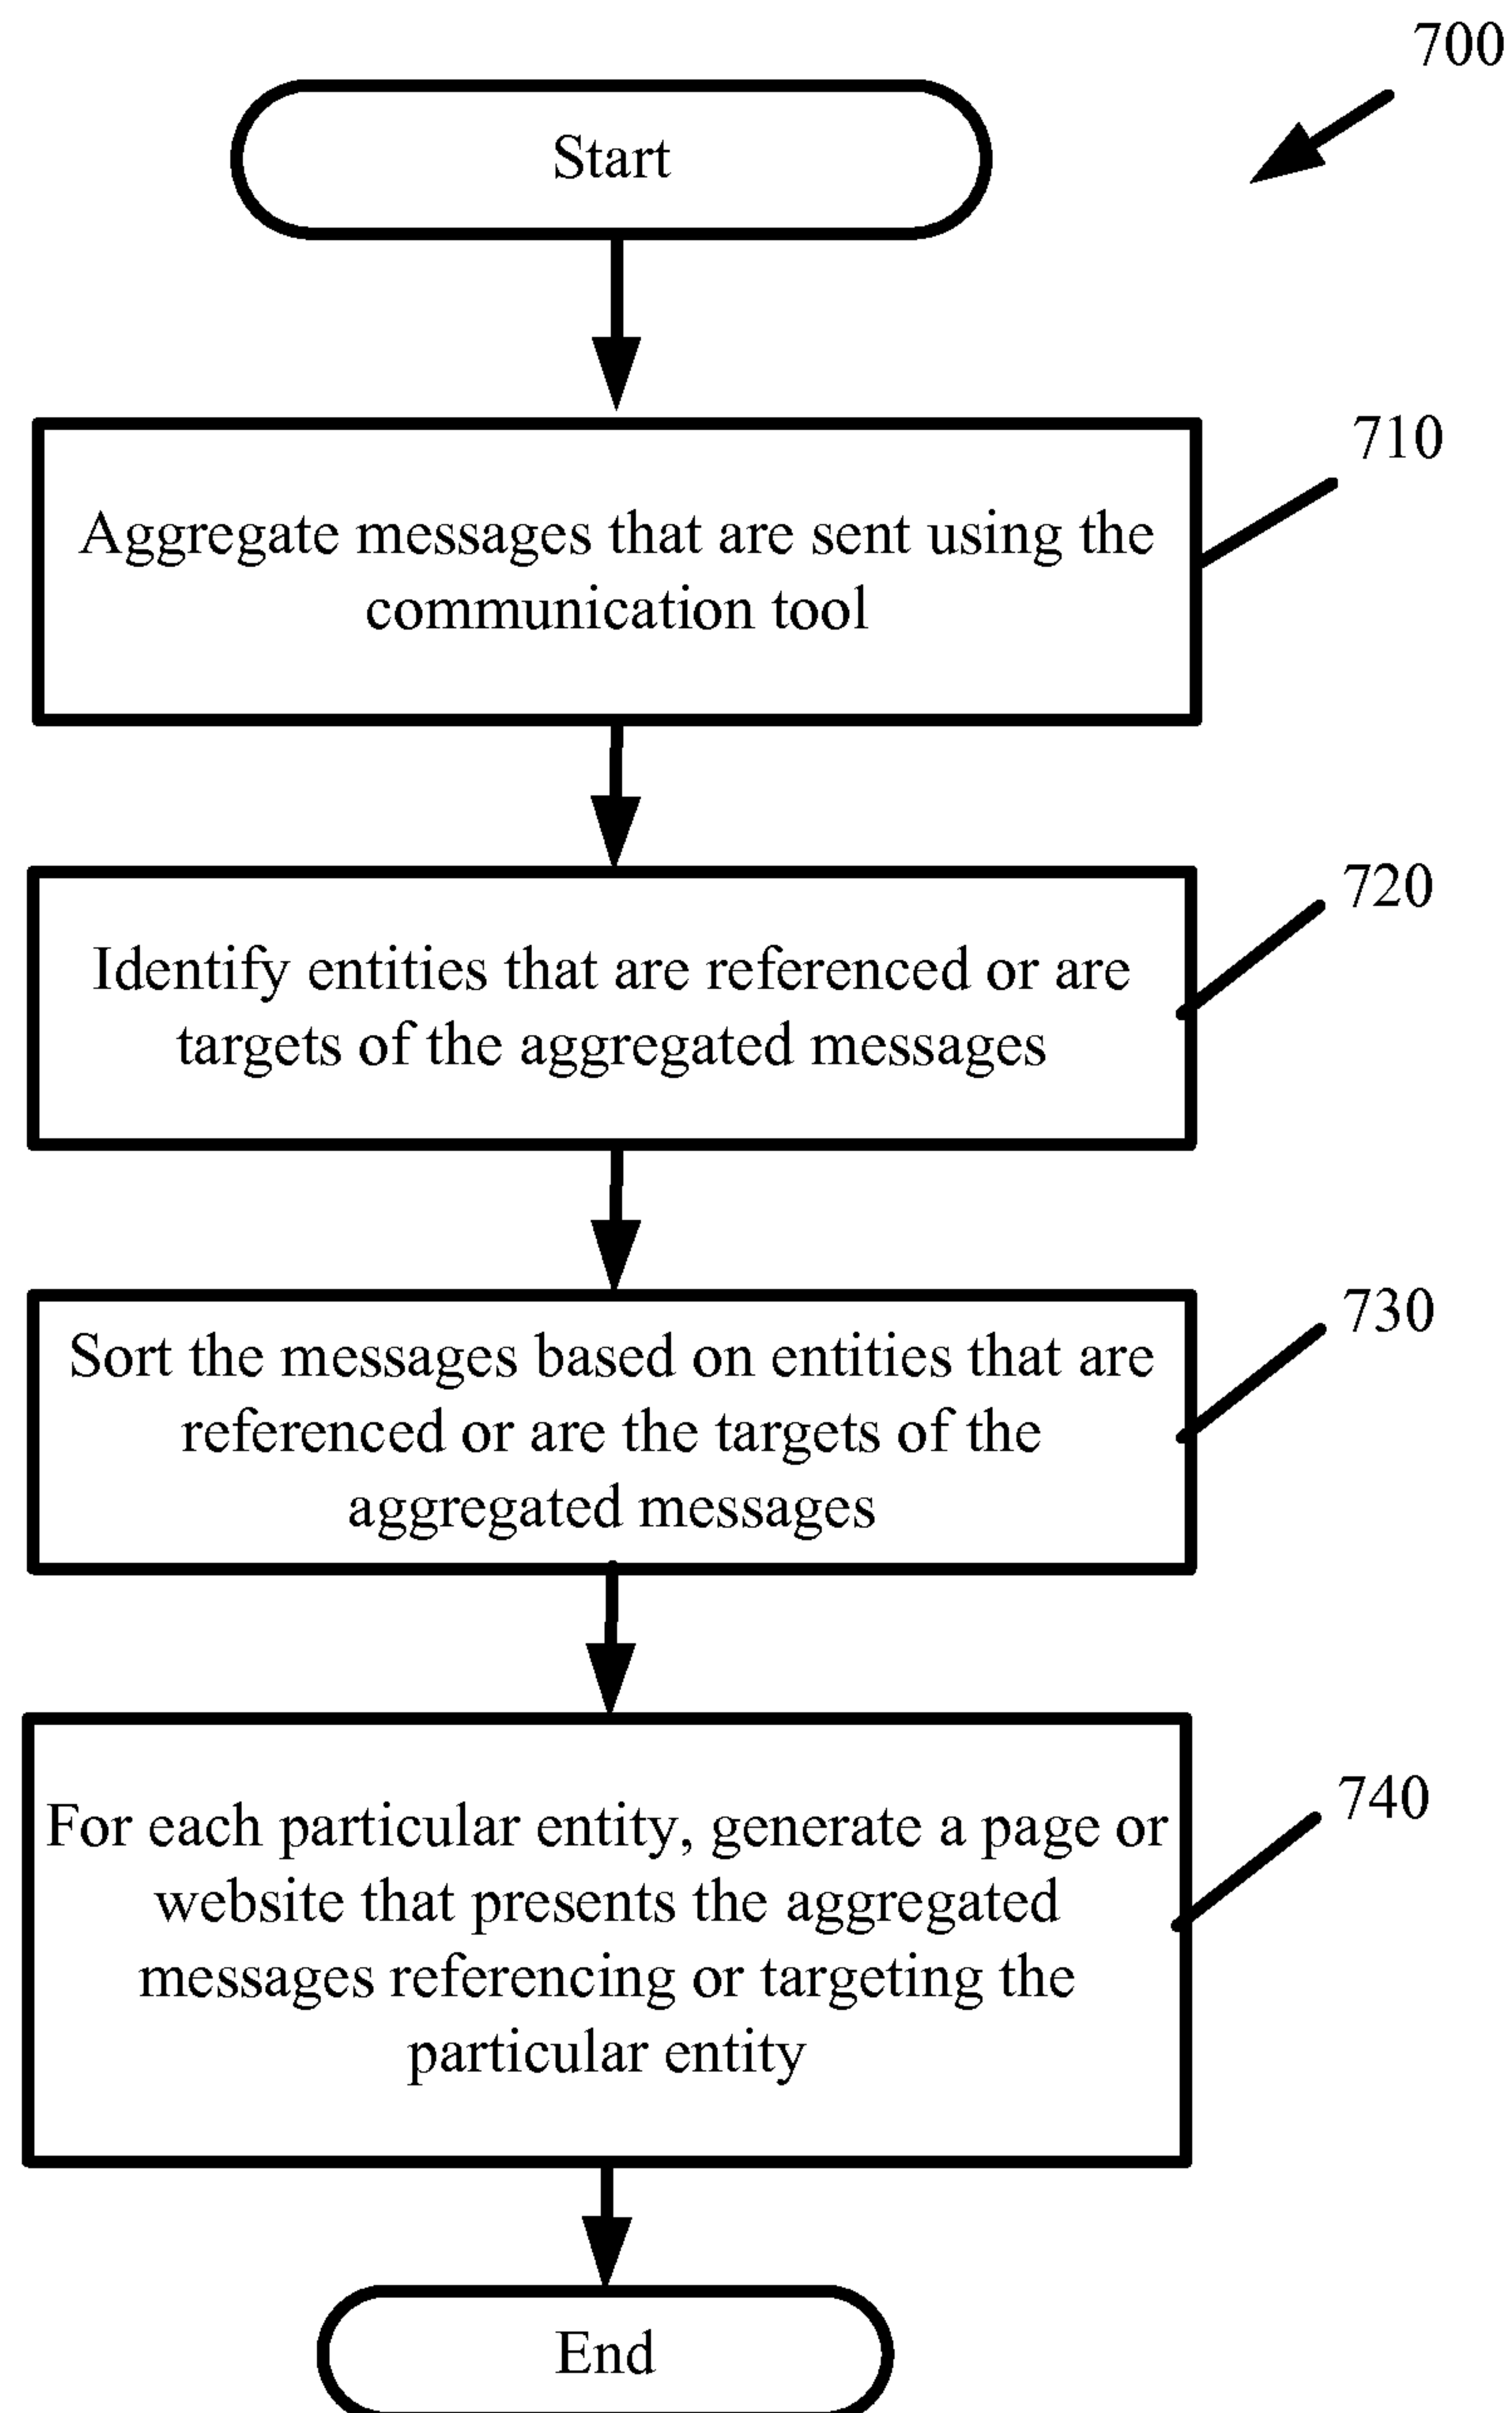 700
Start
710
Aggregate messages that are sent using the
communication tool
720
Identify entities that are referenced or are
targets of the aggregated messages
730
Sort the messages based on entities that are
referenced or are the targets of the
aggregated messages
740
For each particular entity, generate a page or
website that presents the aggregated
messages referencing or targeting the
particular entity
End